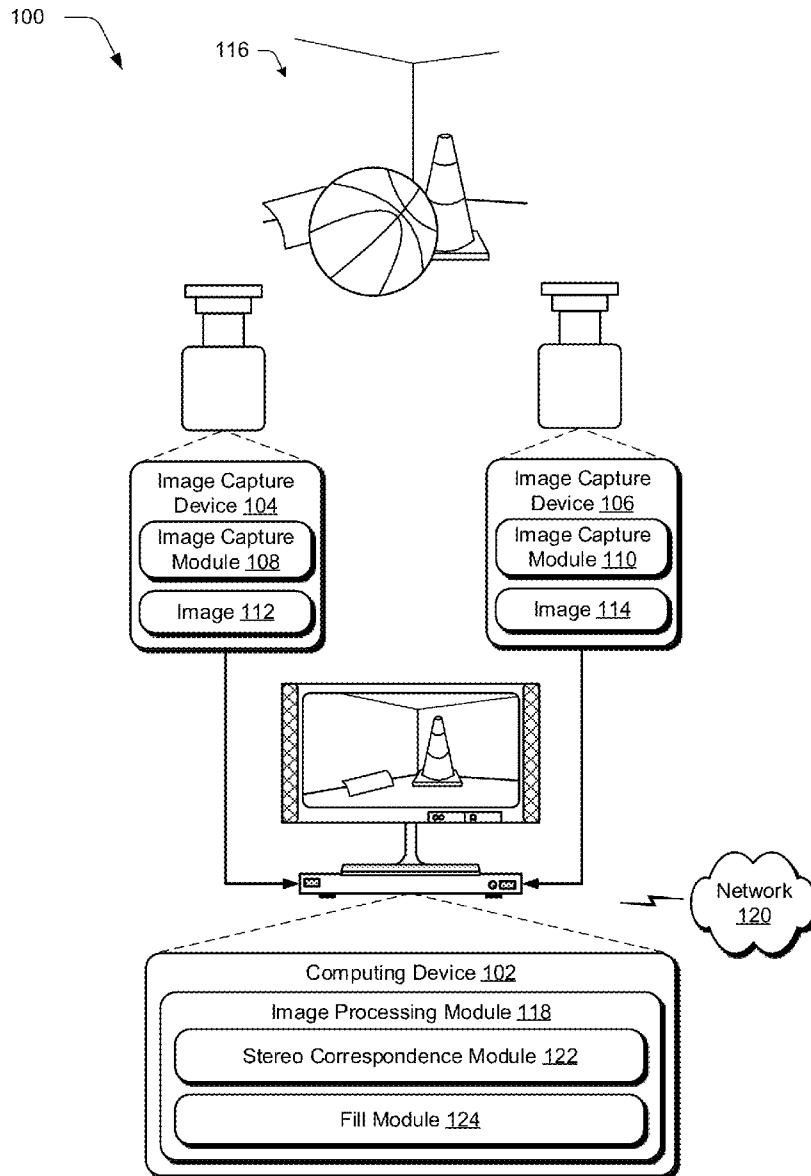 100
116
Image Capture
Device 104
Image Capture
Module 108
Image 112
Image Capture
Device 106
Image Capture
Module 110
Image 114
Network
120
Computing Device 102
Image Processing Module 118
Stereo Correspondence Module 122
Fill Module 124